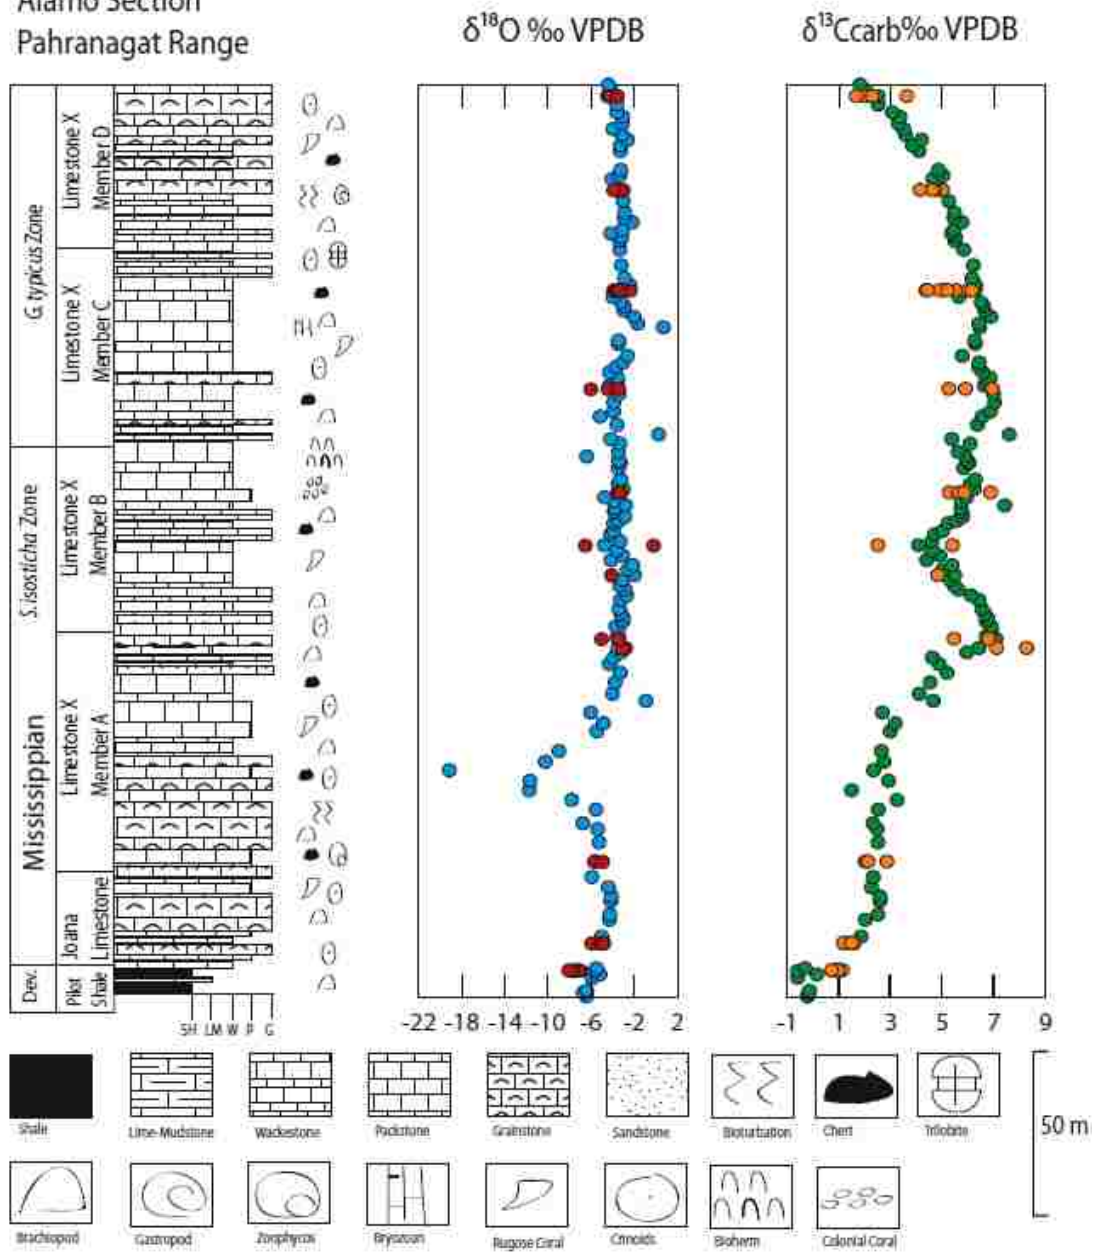 Alamo Section
Pahranagat Range
δ¹⁸O ‰ VPDB
δ¹³Ccarb‰ VPDB
G typicus Zone
S.isosticha Zone
Mississippian
Dev.
Limestone X
Member D
Limestone X
Member C
Limestone X
Member B
Limestone X
Member A
Joana
Limestone
Pilot
Shale
SH LM W P G
-22 -18 -14 -10 -6 -2 2
-1 1 3 5 7 9
Shale
Lime-Mudstone
Wackestone
Packstone
Grainstone
Sandstone
Bioturbation
Chert
Trilobite
50 m
Brachiopod
Gastropod
Zoophycos
Bryozoan
Rugose Coral
Crinoids
Bioherm
Colonial Coral